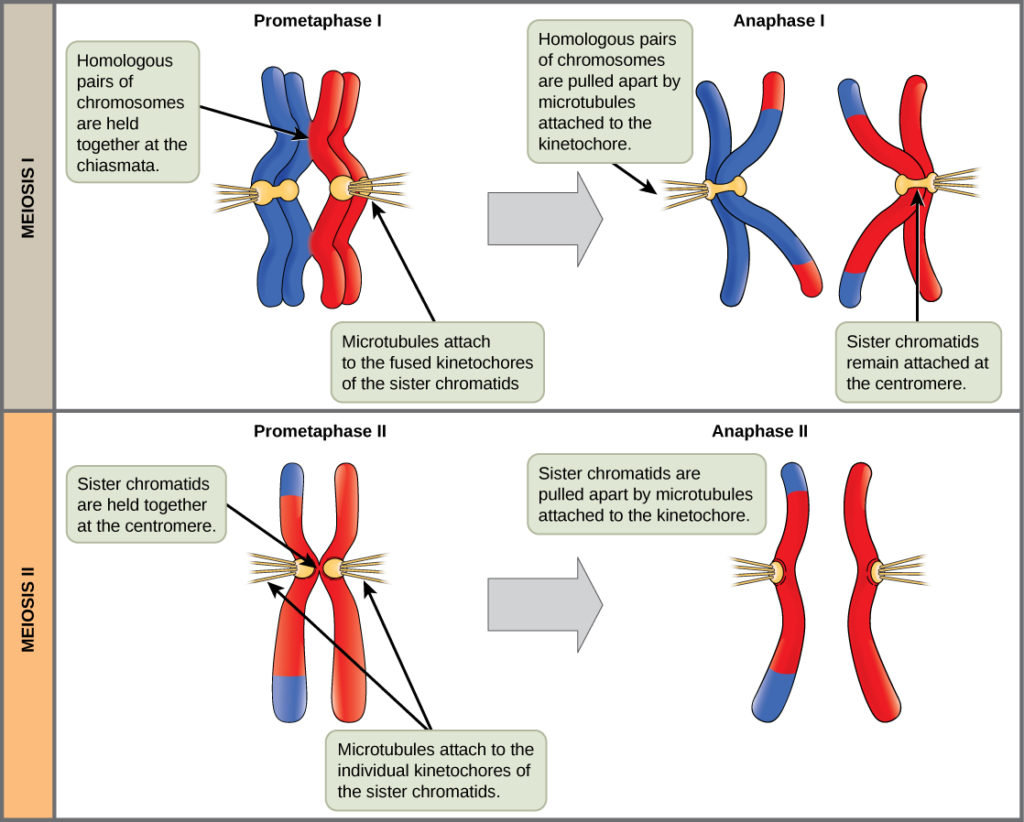 MEIOSIS I
Prometaphase I
Homologous
pairs of
chromosomes
are held
together at the
chiasmata.
Microtubules attach
to the fused kinetochores
of the sister chromatids
Anaphase I
Homologous pairs
of chromosomes
are pulled apart by
microtubules
attached to the
kinetochore.
Sister chromatids
remain attached at
the centromere.
MEIOSIS II
Prometaphase II
Sister chromatids
are held together
at the centromere.
Microtubules attach to the
individual kinetochores of
the sister chromatids.
Anaphase II
Sister chromatids are
pulled apart by microtubules
attached to the kinetochore.